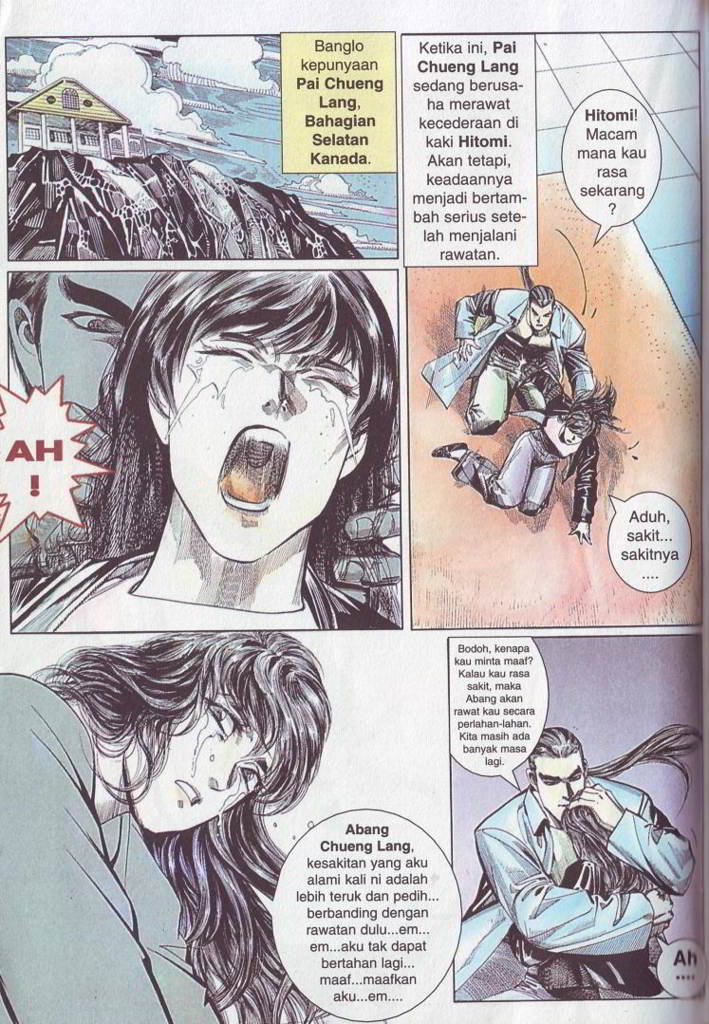 Banglo
kepunyaan
Pai Chueng
Lang,
Bahagian
Selatan
Kanada.
Ketika ini, Pai
Chueng Lang
sedang berusa-
ha merawat
kecederaan di
kaki Hitomi.
Akan tetapi,
keadaannya
menjadi bertam-
bah serius sete-
lah menjalani
rawatan.
Hitomi!
Macam
mana kau
rasa
sekarang
?
AH
!
Aduh,
sakit...
sakitnya
....
Abang
Chueng Lang,
kesakitan yang aku
alami kali ni adalah
lebih teruk dan pedih...
berbanding dengan
rawatan dulu...em...
em...aku tak dapat
bertahan lagi...
maaf...maafkan
aku...em....
Bodoh, kenapa
kau minta maaf?
Kalau kau rasa
sakit, maka
Abang akan
rawat kau secara
perlahan-lahan.
Kita masih ada
banyak masa
lagi.
Ah
....